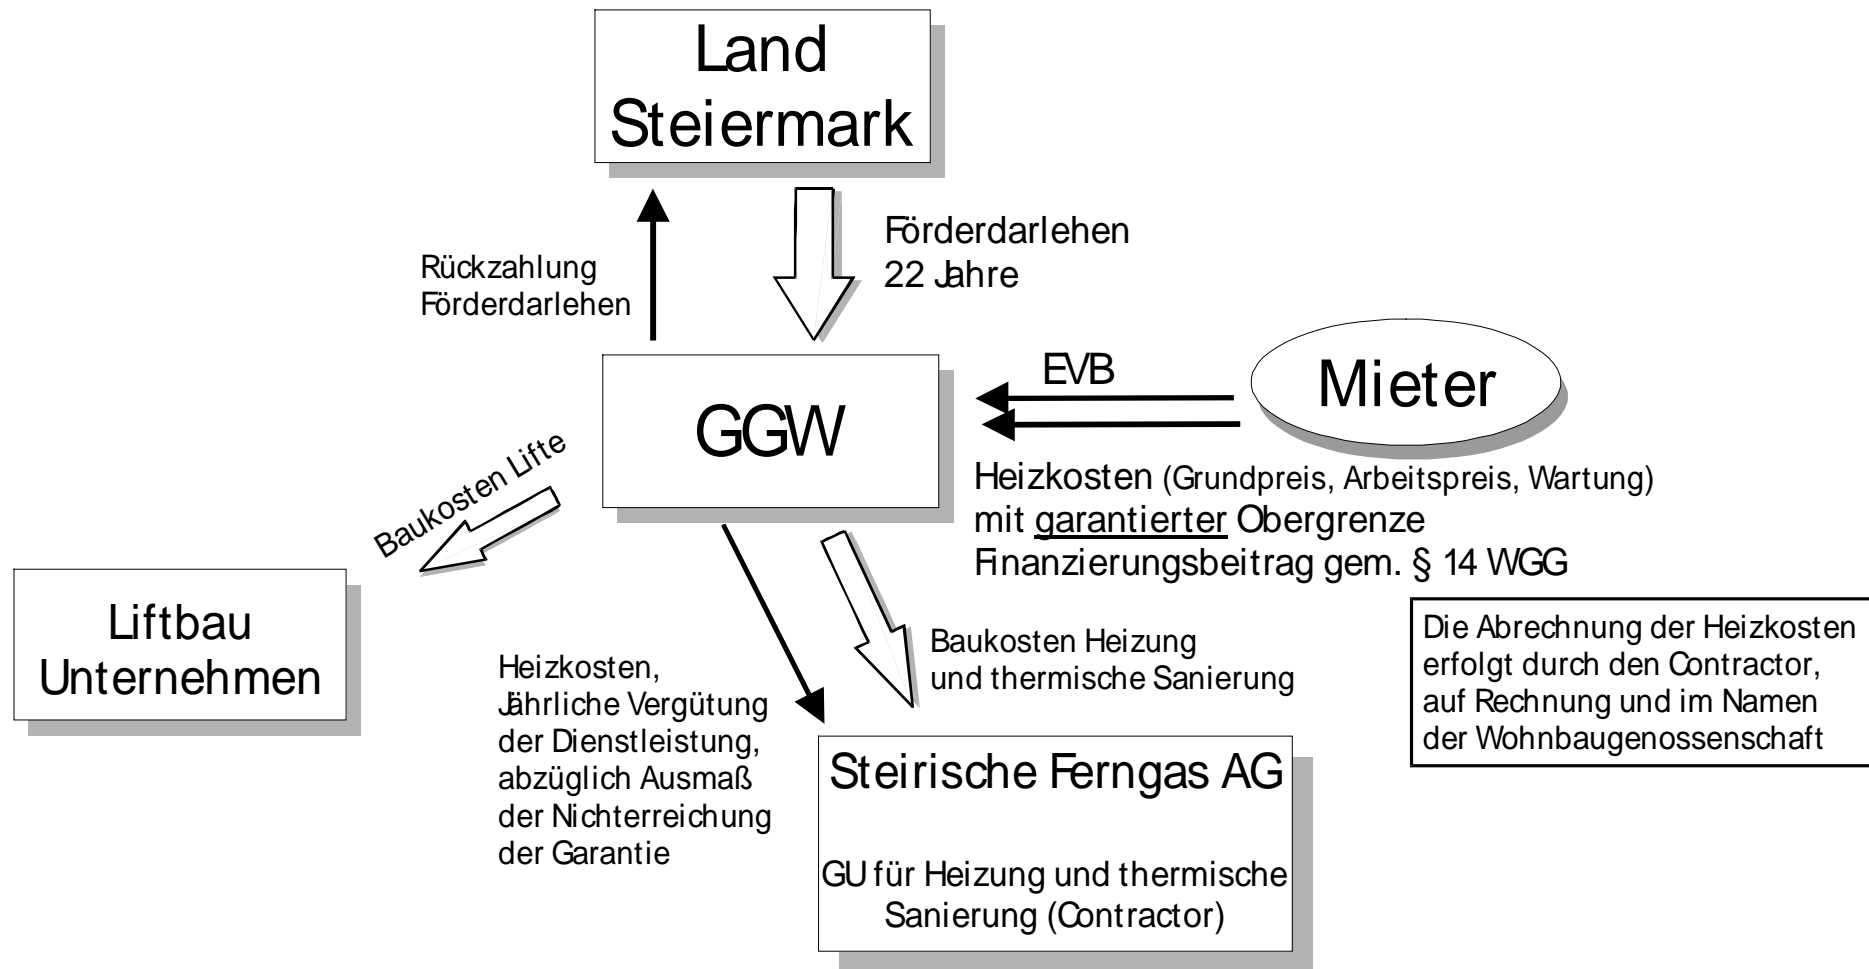 Land
Steiermark
Rückzahlung
Förderdarlehen
Förderdarlehen
22 Jahre
GGW
EVB
Mieter
Heizkosten (Grundpreis, Arbeitspreis, Wartung)
mit garantierter Obergrenze
Finanzierungsbeitrag gem. § 14 WGG
Baukosten Lifte
Liftbau
Unternehmen
Heizkosten,
Jährliche Vergütung
der Dienstleistung,
abzüglich Ausmaß
der Nichterreichung
der Garantie
Baukosten Heizung
und thermische Sanierung
Die Abrechnung der Heizkosten
erfolgt durch den Contractor,
auf Rechnung und im Namen
der Wohnbaugenossenschaft
Steirische Ferngas AG
GU für Heizung und thermische
Sanierung (Contractor)